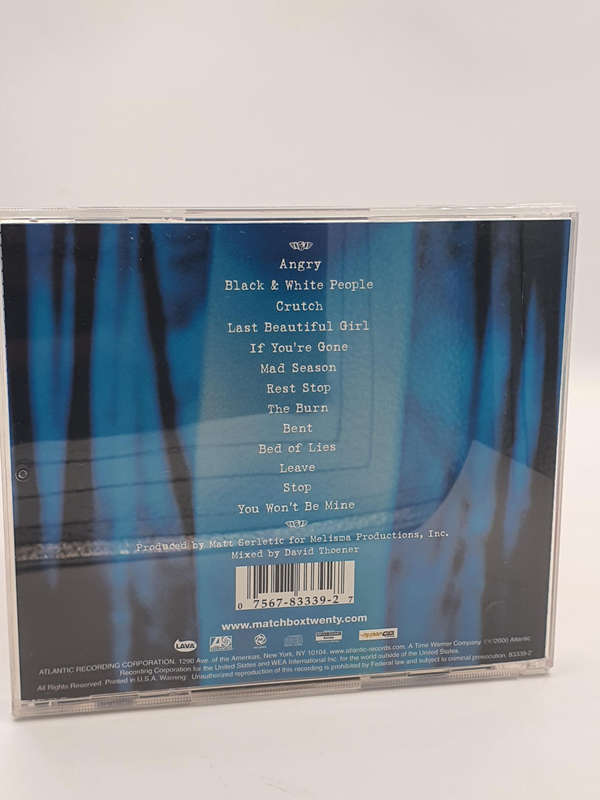 Angry
Black & White People
Crutch
Last Beautiful Girl
If You're Gone
Mad Season
Rest Stop
The Burn
Bent
Bed of Lies
Leave
Stop
You Won't Be Mine
Produced by Matt Serletic for Melisma Productions, Inc.
Mixed by David Thoener
0 7567-83339-2 7
www.matchboxtwenty.com
LAVA
ATLANTIC RECORDING CORPORATION, 1290 Ave. of the Americas, New York, NY 10104. www.atlantic-records.com. A Time Warner Company. ℗©2000 Atlantic
Recording Corporation for the United States and WEA International Inc. for the world outside of the United States.
All Rights Reserved. Printed in U.S.A. Warning: Unauthorized reproduction of this recording is prohibited by Federal law and subject to criminal prosecution. 83339-2